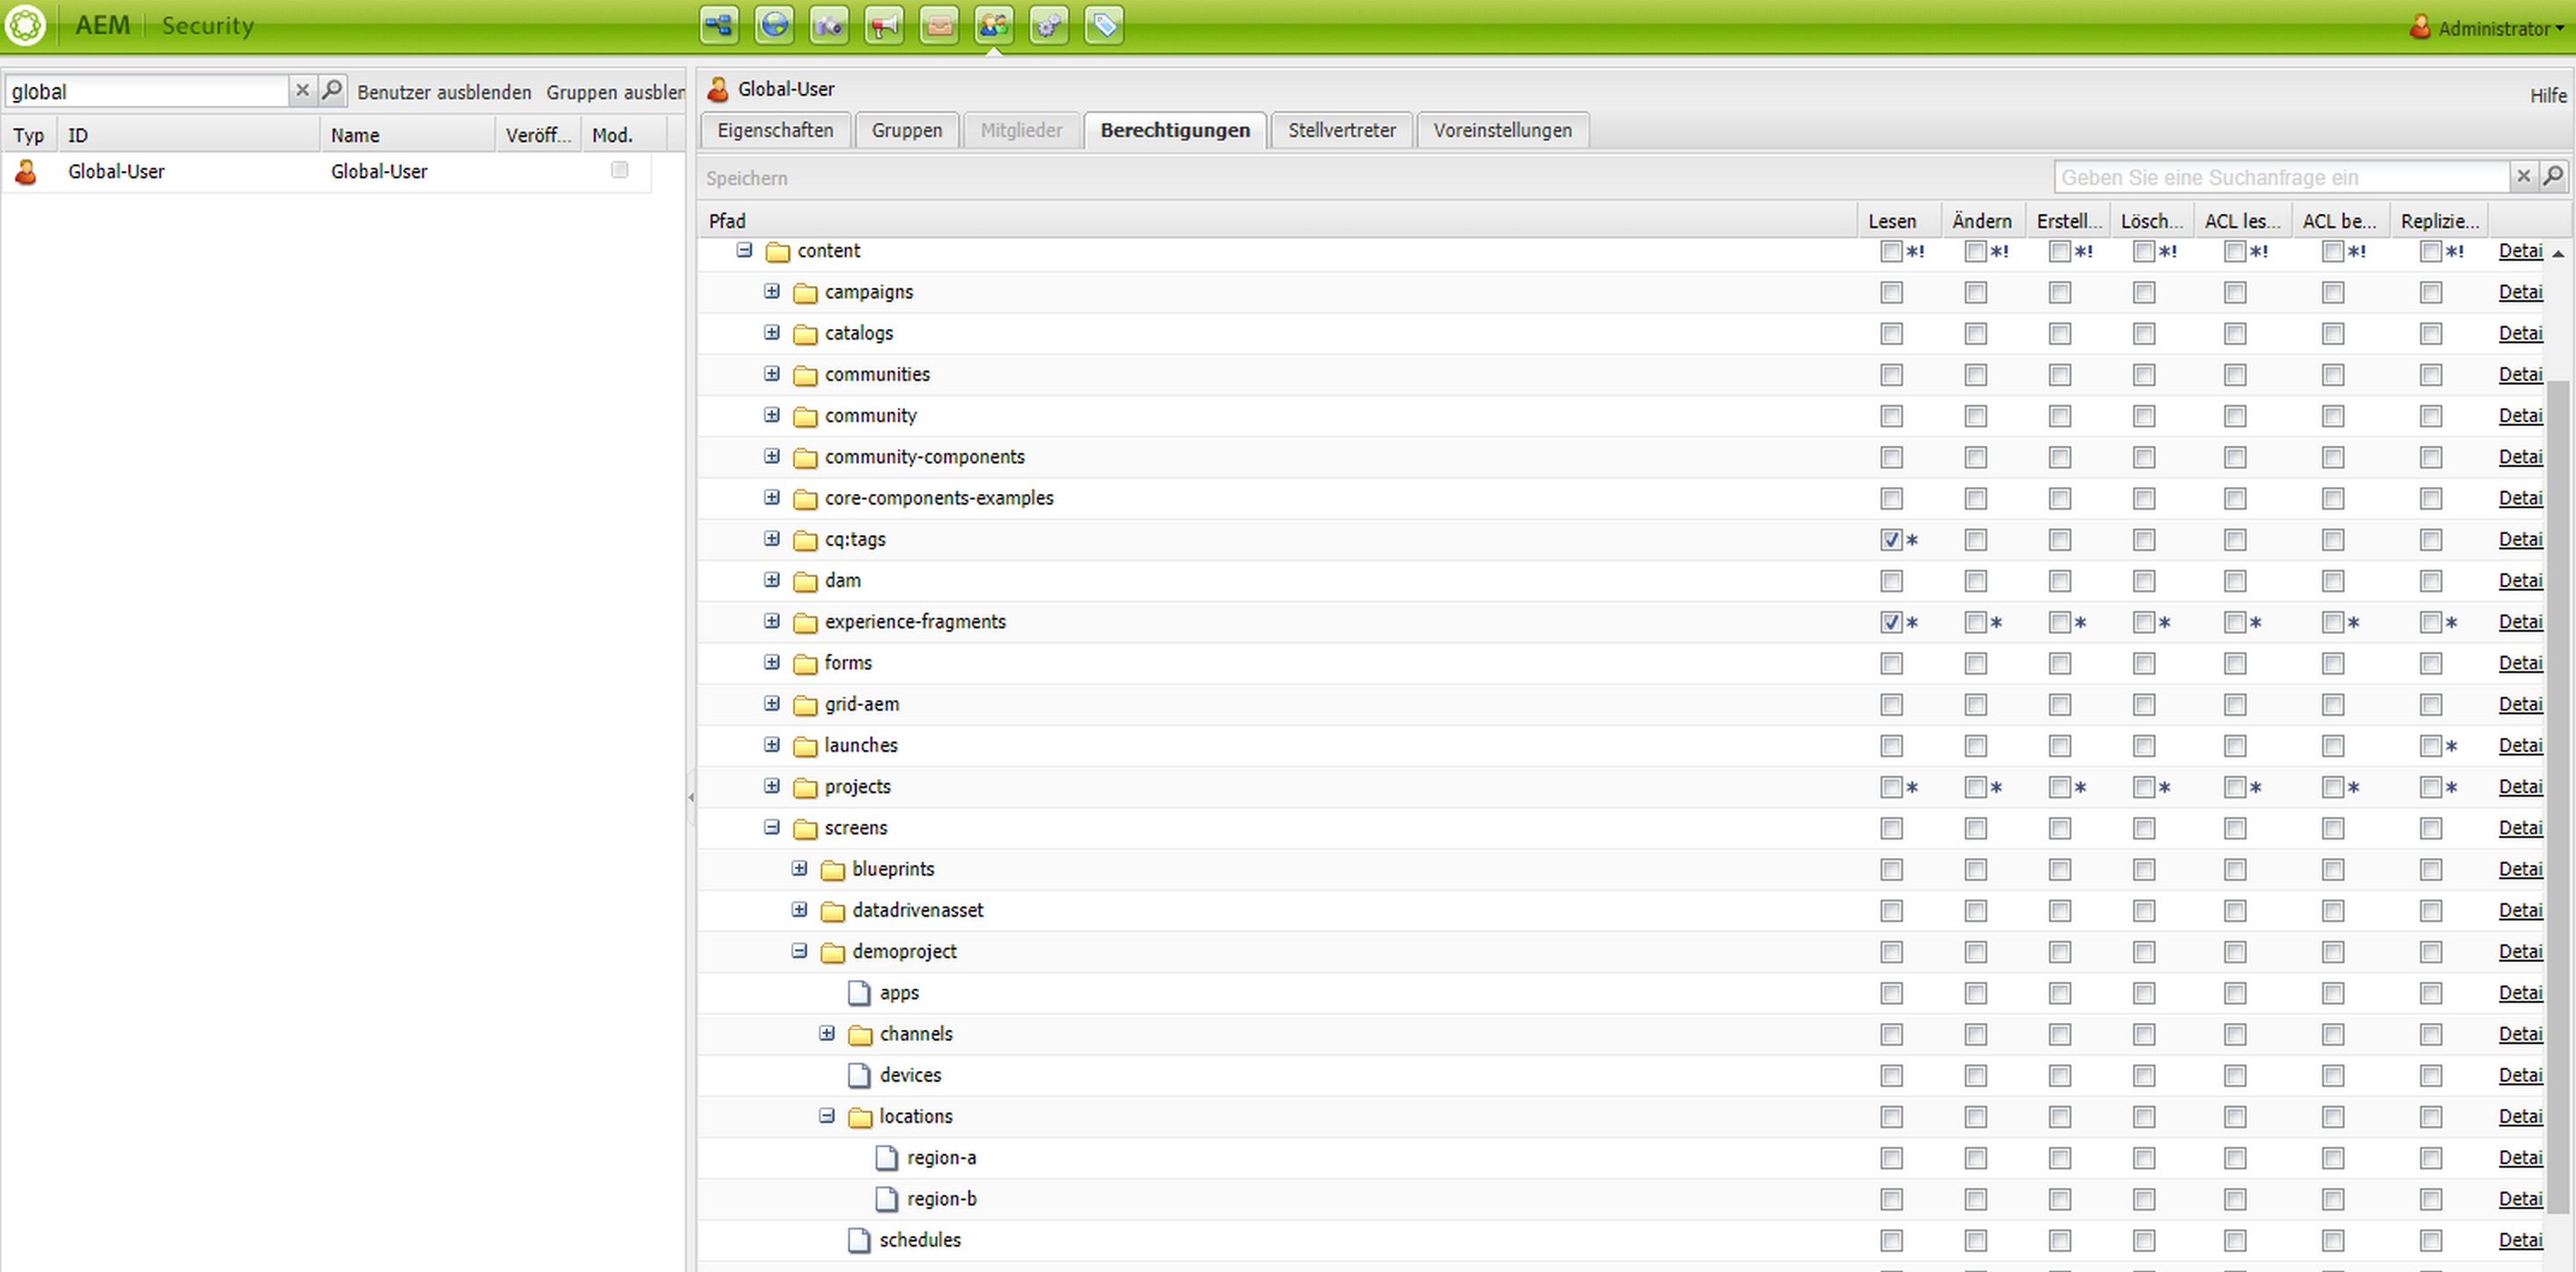 AEM Security Administrator
global Benutzer ausblenden Gruppen ausblen
Typ ID Name Veröff... Mod.
Global-User Global-User
Global-User Hilfe
Eigenschaften Gruppen Mitglieder Berechtigungen Stellvertreter Voreinstellungen
Speichern Geben Sie eine Suchanfrage ein
Pfad Lesen Ändern Erstell... Lösch... ACL les... ACL be... Replizie...
content *! *! *! *! *! *! *! Detai
campaigns Detai
catalogs Detai
communities Detai
community Detai
community-components Detai
core-components-examples Detai
cq:tags * Detai
dam Detai
experience-fragments * * * * * * * Detai
forms Detai
grid-aem Detai
launches * Detai
projects * * * * * * * Detai
screens Detai
blueprints Detai
datadrivenasset Detai
demoproject Detai
apps Detai
channels Detai
devices Detai
locations Detai
region-a Detai
region-b Detai
schedules Detai